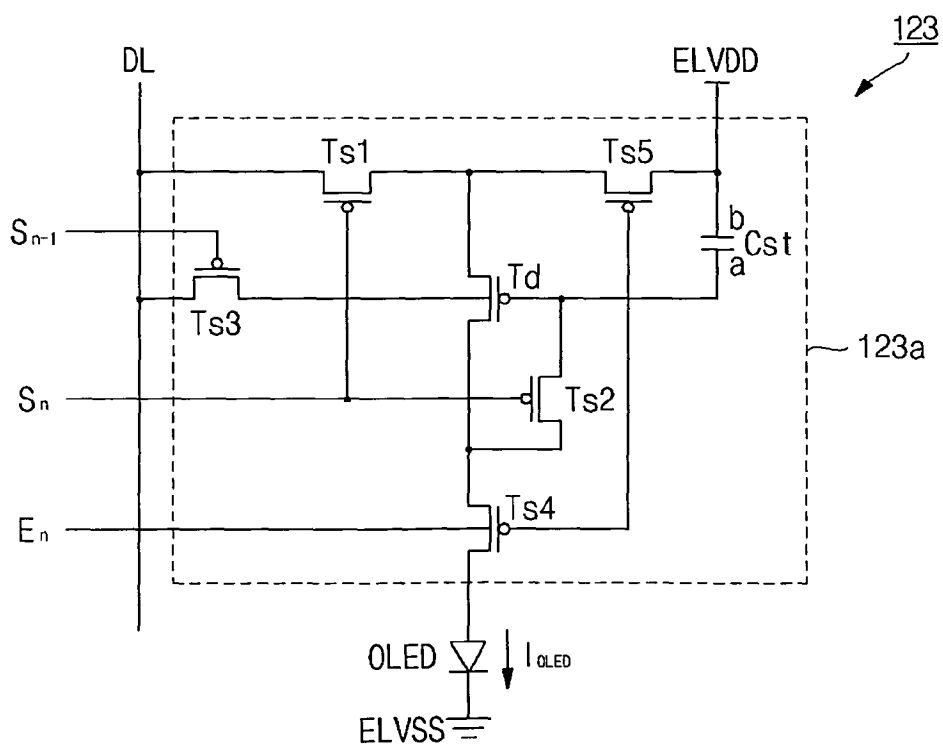 123
DL
ELVDD
Ts1
Ts5
Sn-1
b
Cst
a
Td
Ts3
123a
Sn
Ts2
Ts4
En
OLED
IOLED
ELVSS